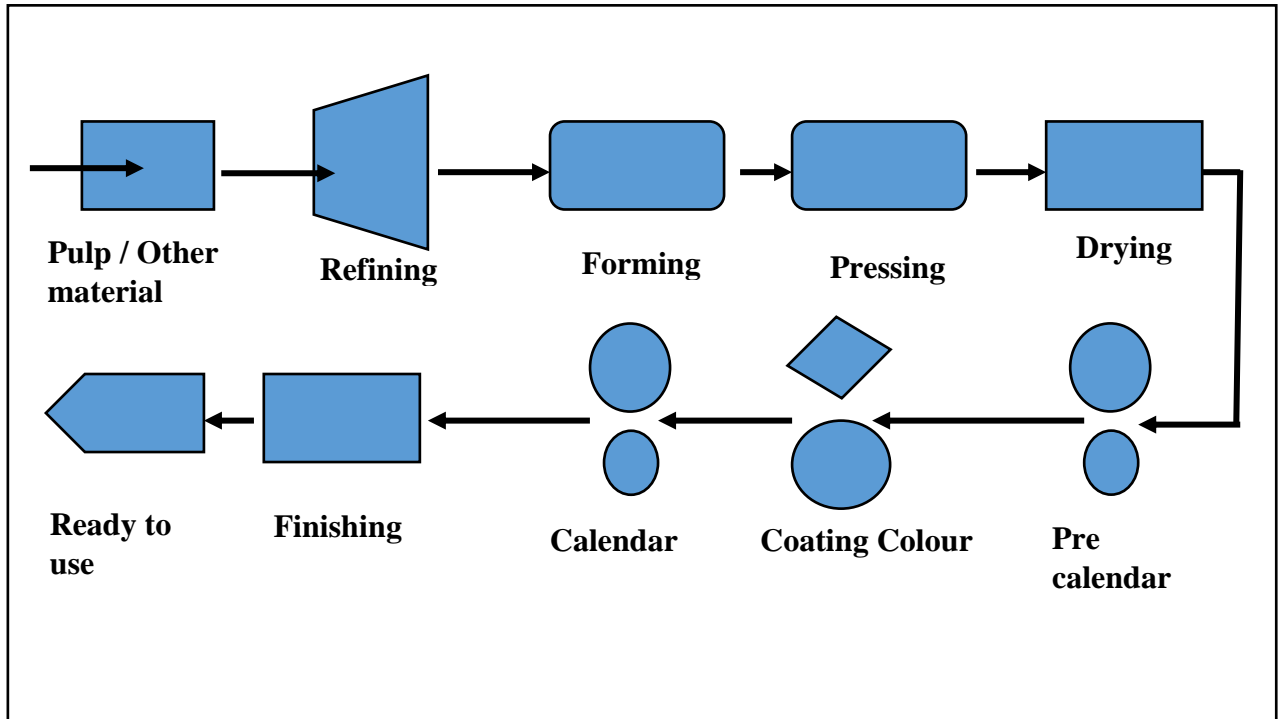 Pulp / Other
material
Refining
Forming
Pressing
Drying
Ready to
use
Finishing
Calendar
Coating Colour
Pre
calendar